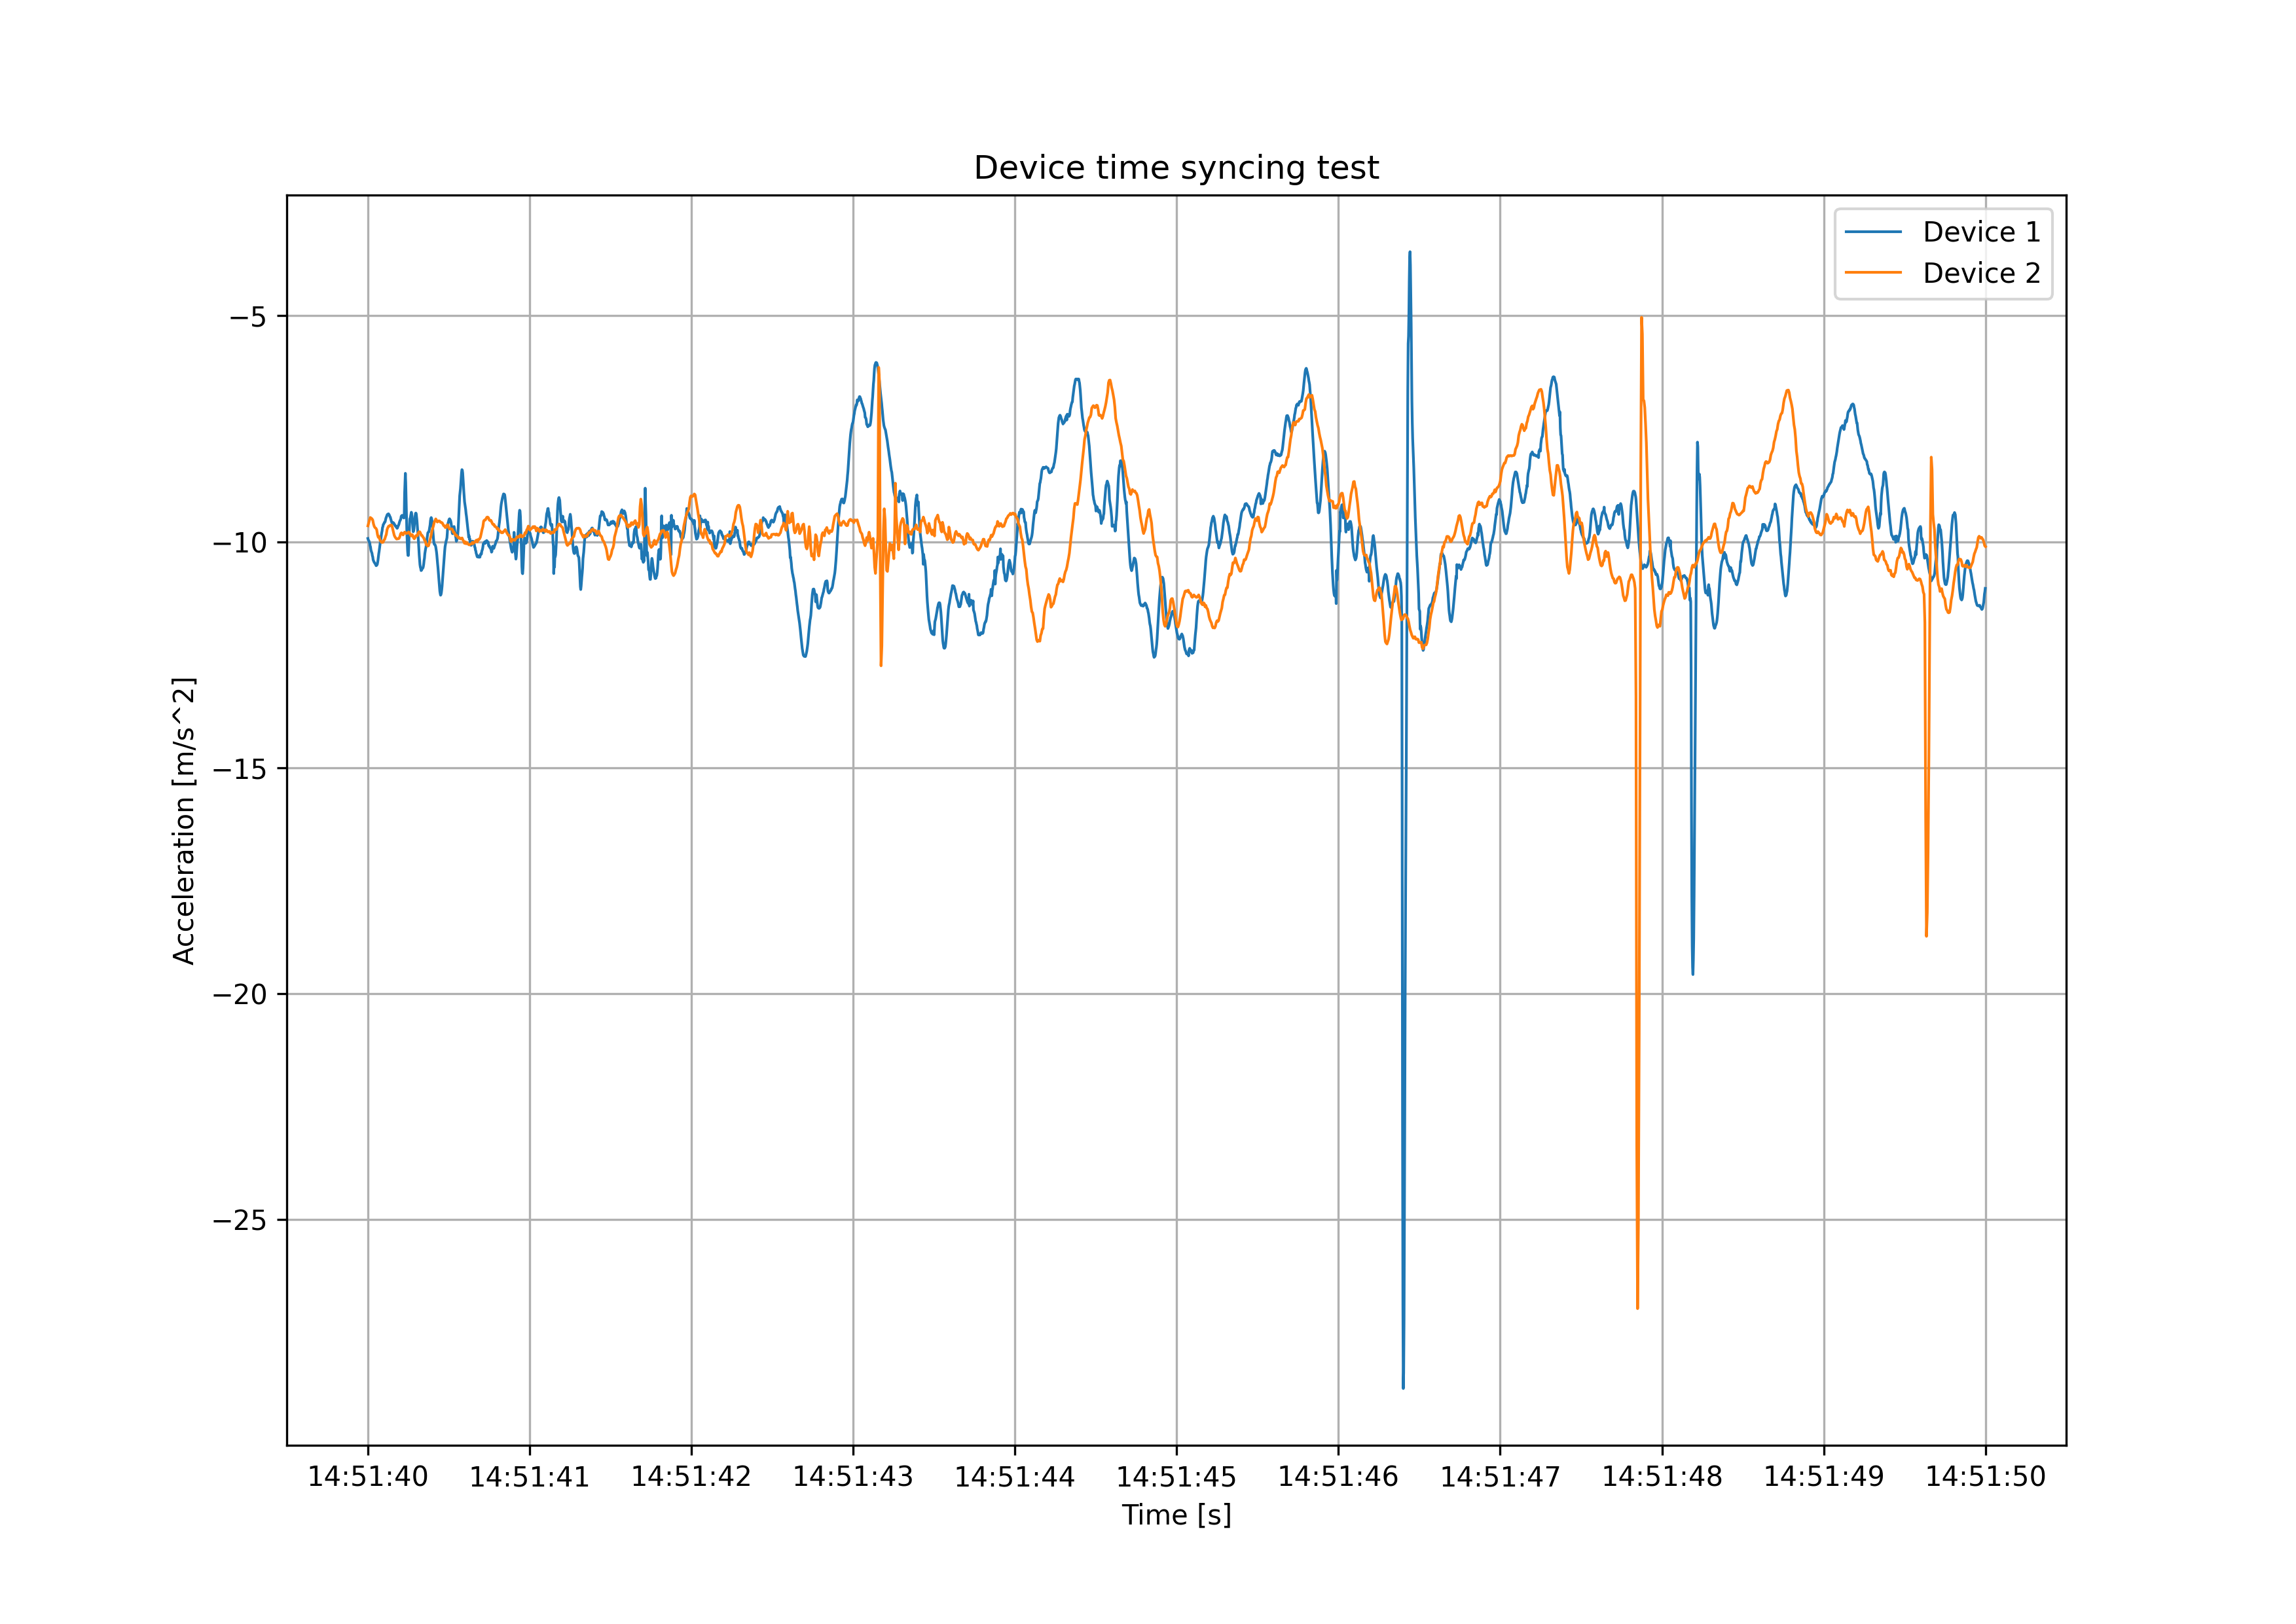 Device time syncing test
Device 1
Device 2
−5
−10
−15
−20
−25
Acceleration [m/s^2]
14:51:40 14:51:41 14:51:42 14:51:43 14:51:44 14:51:45 14:51:46 14:51:47 14:51:48 14:51:49 14:51:50
Time [s]